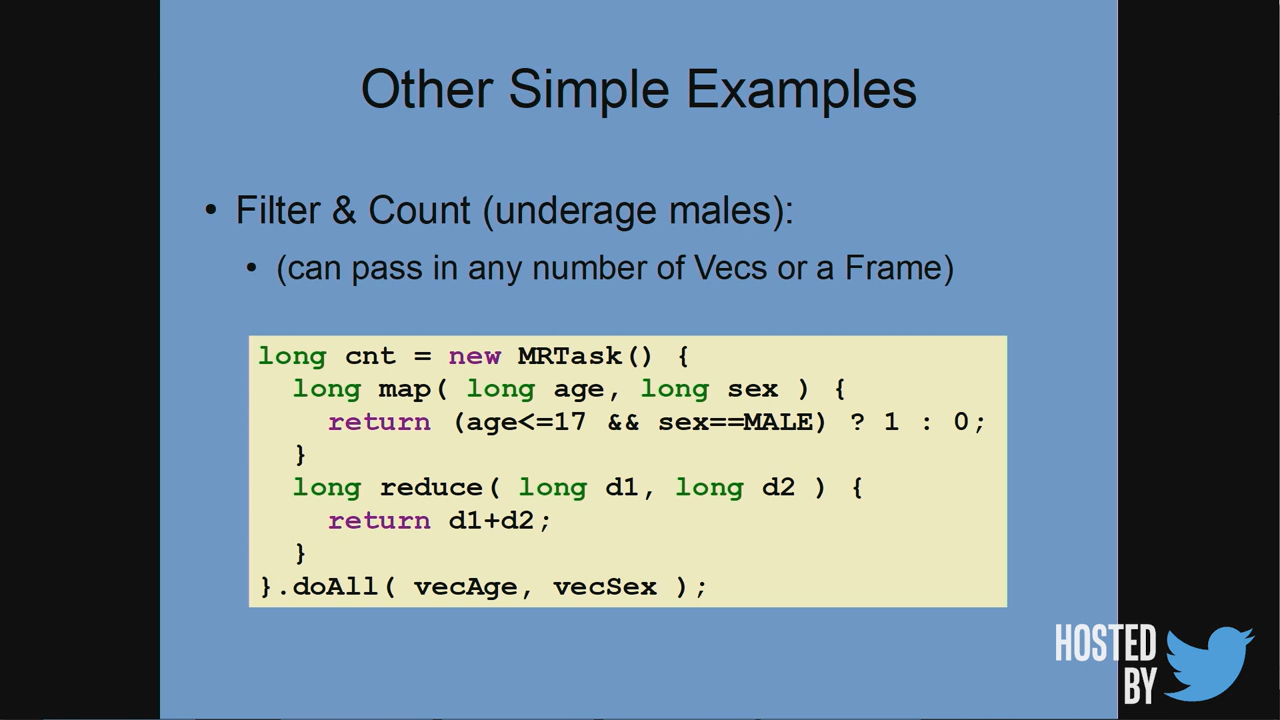 Other Simple Examples
• Filter & Count (underage males):
• (can pass in any number of Vecs or a Frame)
long cnt = new MRTask() {
  long map( long age, long sex ) {
    return (age<=17 && sex==MALE) ? 1 : 0;
  }
  long reduce( long d1, long d2 ) {
    return d1+d2;
  }
}.doAll( vecAge, vecSex );
HOSTED
BY